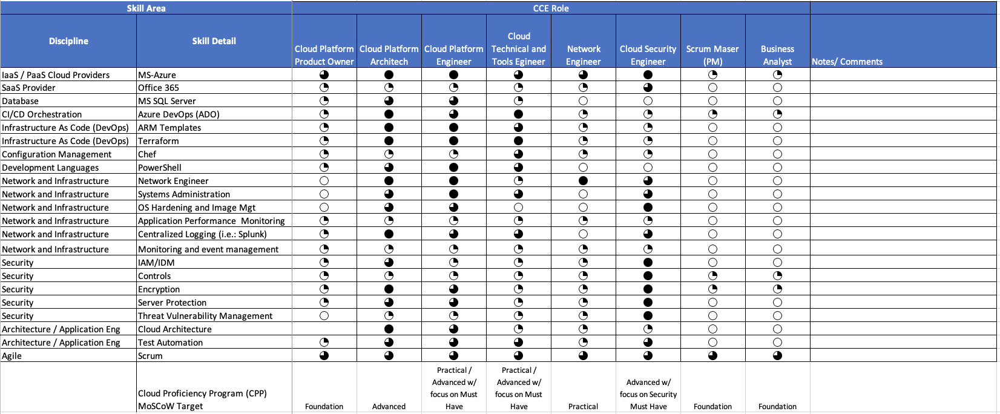 Skill Area
CCE Role
Discipline
Skill Detail
Cloud Platform
Product Owner
Cloud Platform
Architech
Cloud Platform
Engineer
Cloud
Technical and
Tools Egineer
Network
Engineer
Cloud Security
Engineer
Scrum Maser
(PM)
Business
Analyst
Notes/ Comments
IaaS / PaaS Cloud Providers MS-Azure
SaaS Provider Office 365
Database MS SQL Server
CI/CD Orchestration Azure DevOps (ADO)
Infrastructure As Code (DevOps) ARM Templates
Infrastructure As Code (DevOps) Terraform
Configuration Management Chef
Development Languages PowerShell
Network and Infrastructure Network Engineer
Network and Infrastructure Systems Administration
Network and Infrastructure OS Hardening and Image Mgt
Network and Infrastructure Application Performance  Monitoring
Network and Infrastructure Centralized Logging (i.e.: Splunk)
Network and Infrastructure Monitoring and event management
Security IAM/IDM
Security Controls
Security Encryption
Security Server Protection
Security Threat Vulnerability Management
Architecture / Application Eng Cloud Architecture
Architecture / Application Eng Test Automation
Agile Scrum
Cloud Proficiency Program (CPP)
MoSCoW Target
Foundation
Advanced
Practical /
Advanced w/
focus on Must
Have
Practical /
Advanced w/
focus on Must
Have
Practical
Advanced w/
focus on Security
Must Have
Foundation
Foundation